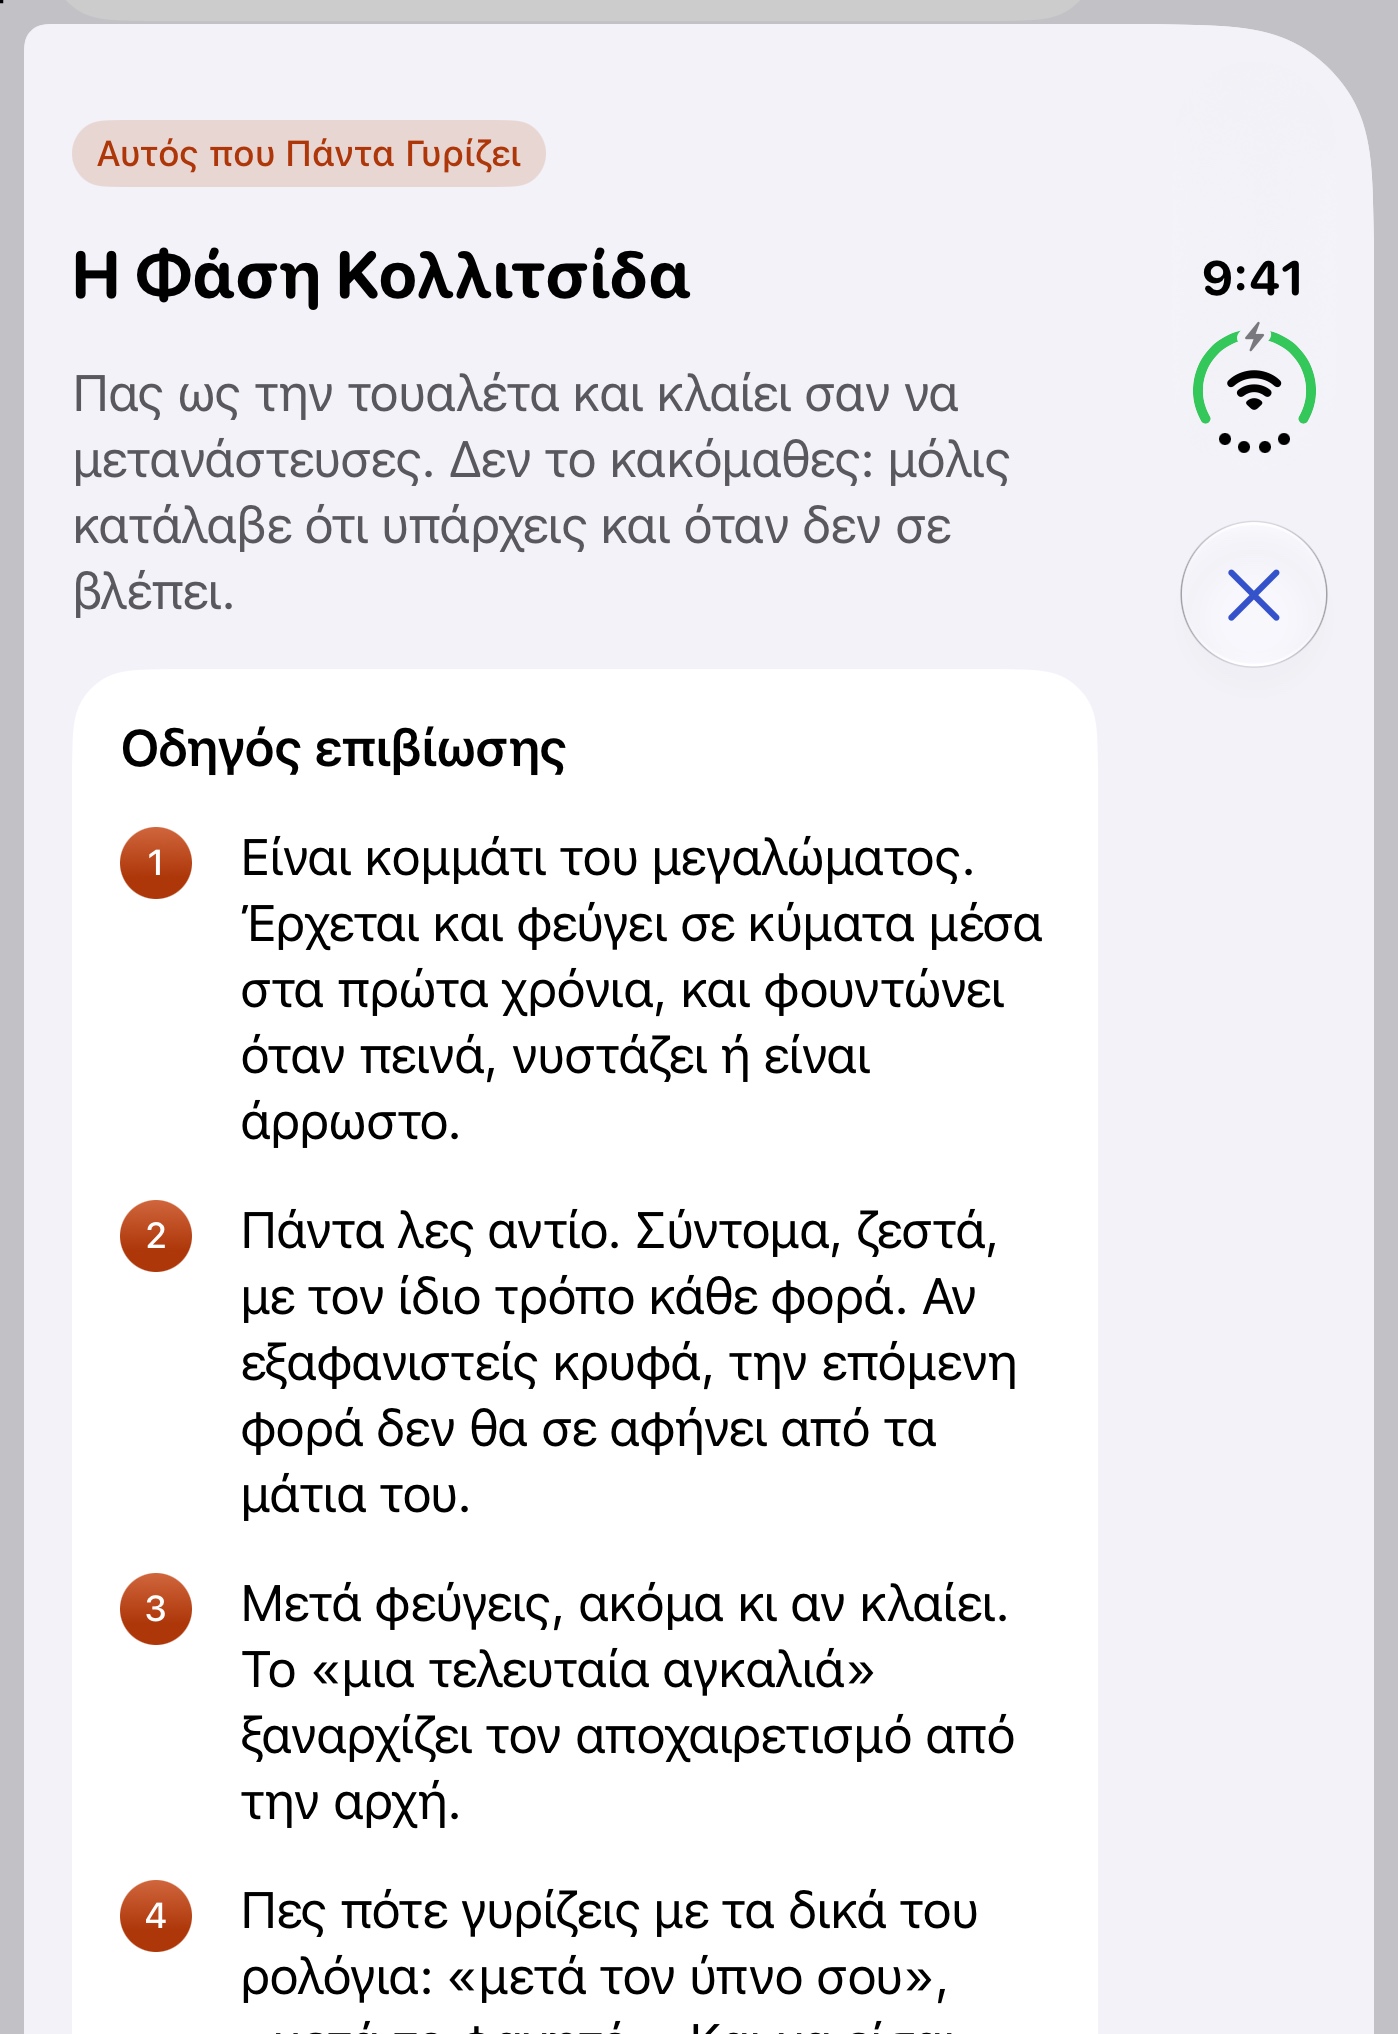 Αυτός που Πάντα Γυρίζει
Η Φάση Κολλιτσίδα
9:41
Πας ως την τουαλέτα και κλαίει σαν να
μετανάστευσες. Δεν το κακόμαθες: μόλις
κατάλαβε ότι υπάρχεις και όταν δεν σε
βλέπει.
Οδηγός επιβίωσης
1 Είναι κομμάτι του μεγαλώματος.
Έρχεται και φεύγει σε κύματα μέσα
στα πρώτα χρόνια, και φουντώνει
όταν πεινά, νυστάζει ή είναι
άρρωστο.
2 Πάντα λες αντίο. Σύντομα, ζεστά,
με τον ίδιο τρόπο κάθε φορά. Αν
εξαφανιστείς κρυφά, την επόμενη
φορά δεν θα σε αφήνει από τα
μάτια του.
3 Μετά φεύγεις, ακόμα κι αν κλαίει.
Το «μια τελευταία αγκαλιά»
ξαναρχίζει τον αποχαιρετισμό από
την αρχή.
4 Πες πότε γυρίζεις με τα δικά του
ρολόγια: «μετά τον ύπνο σου»,